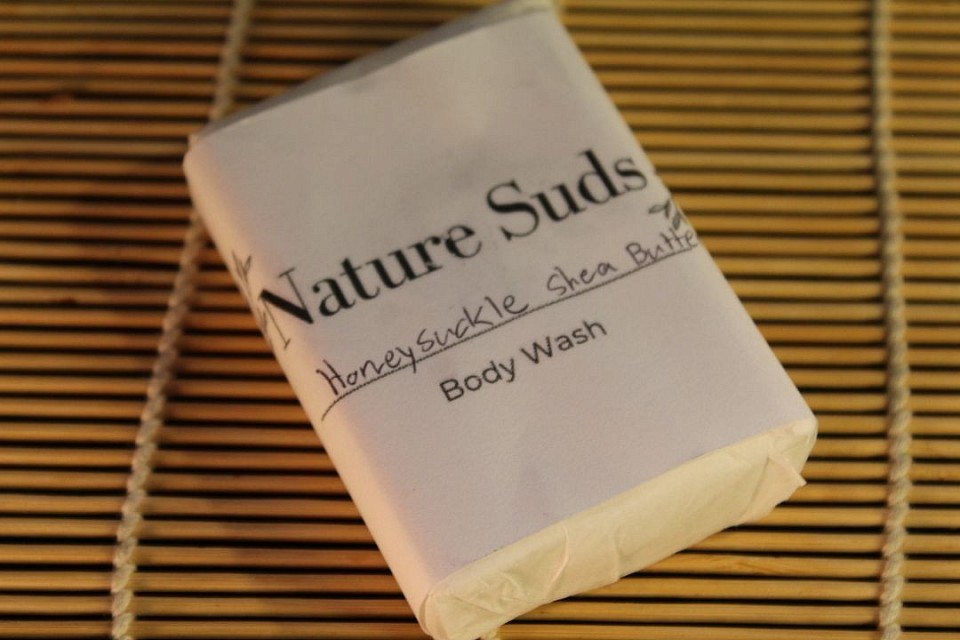 Nature Suds
Honeysuckle Shea Butte
Body Wash